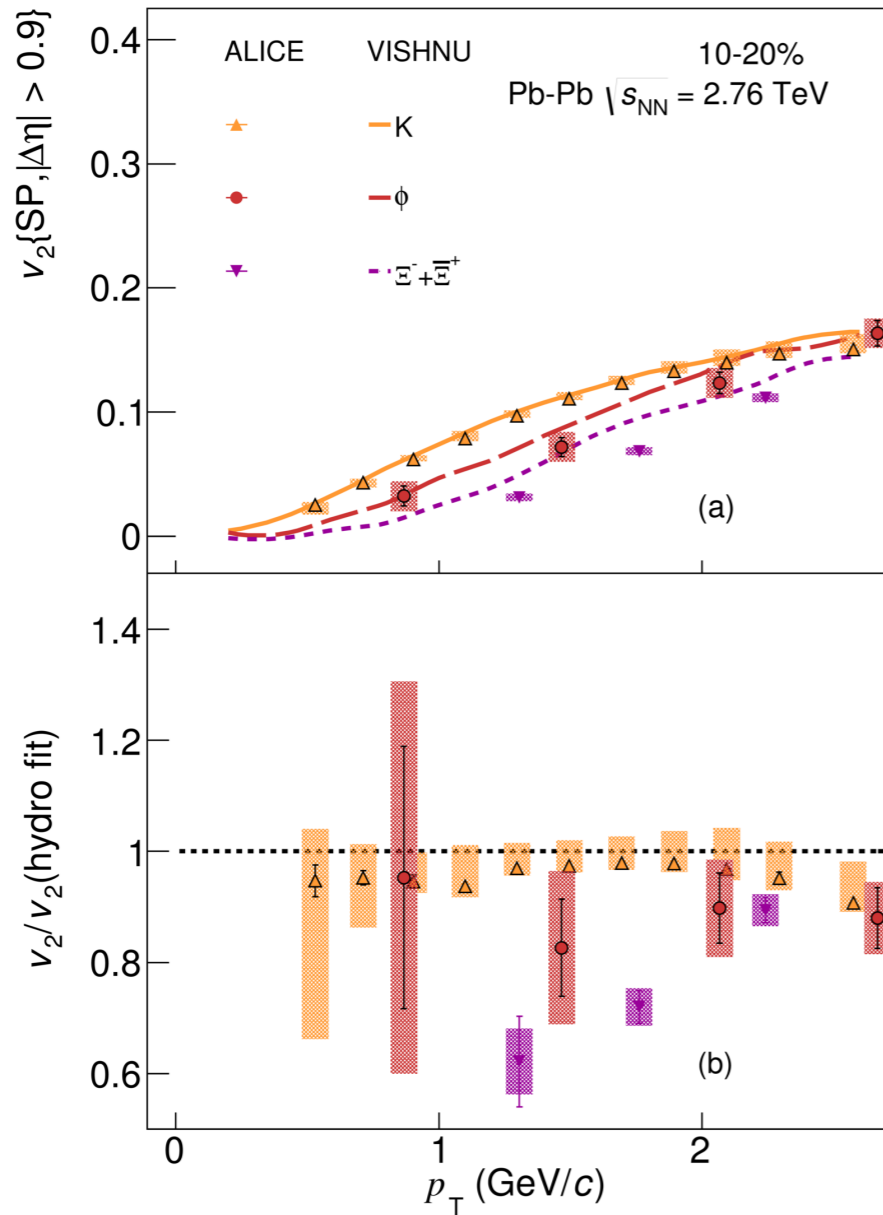 v₂{SP,|Δη| > 0.9}
0.4
0.3
0.2
0.1
0
ALICE VISHNU 10-20%
Pb-Pb √s_NN = 2.76 TeV
K
ϕ
Ξ⁻+Ξ̅⁺
(a)
v₂/v₂(hydro fit)
1.4
1.2
1
0.8
0.6
(b)
0 1 2
p_T (GeV/c)